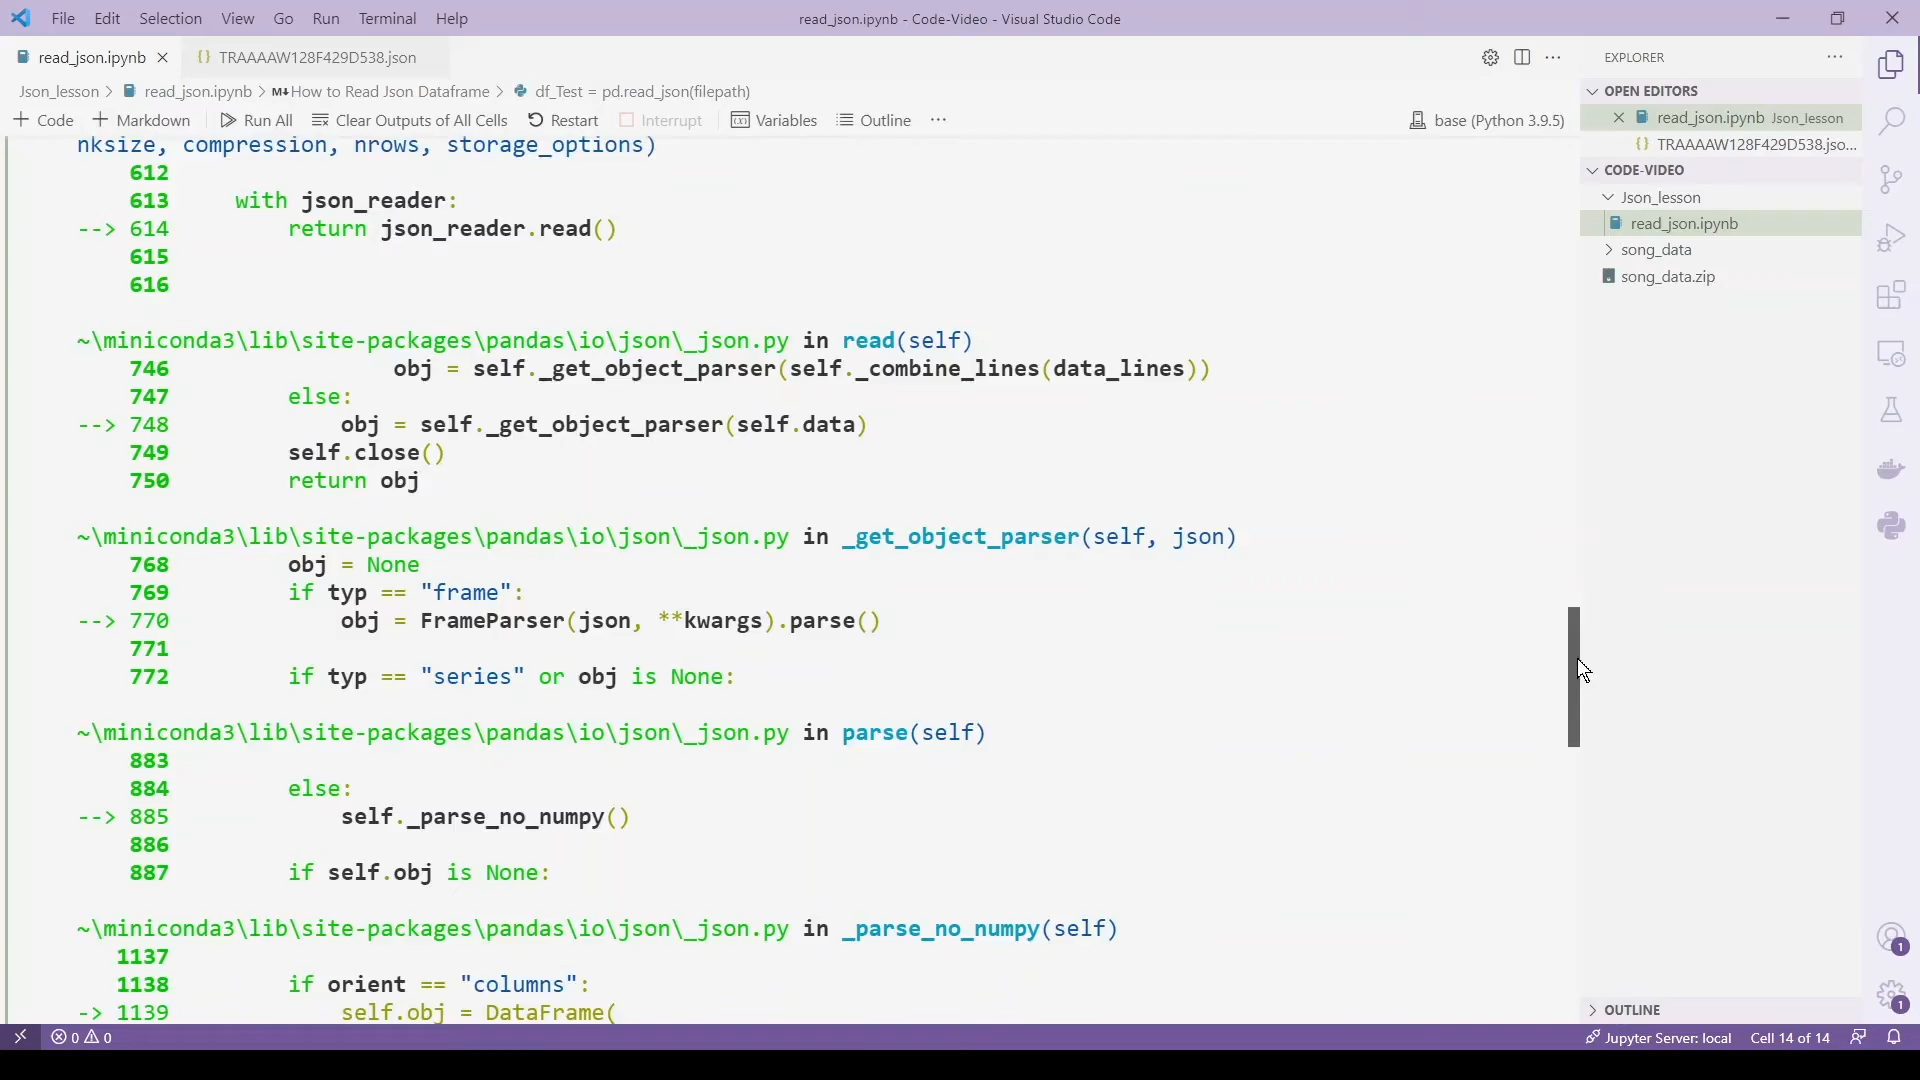 File Edit Selection View Go Run Terminal Help
read_json.ipynb - Code-Video - Visual Studio Code
read_json.ipynb
{} TRAAAAW128F429D538.json
Json_lesson > read_json.ipynb > M↓How to Read Json Dataframe > df_Test = pd.read_json(filepath)
+ Code + Markdown Run All Clear Outputs of All Cells Restart Interrupt Variables Outline ...
base (Python 3.9.5)
nksize, compression, nrows, storage_options)
612
613 with json_reader:
--> 614 return json_reader.read()
615
616
~\miniconda3\lib\site-packages\pandas\io\json\_json.py in read(self)
746 obj = self._get_object_parser(self._combine_lines(data_lines))
747 else:
--> 748 obj = self._get_object_parser(self.data)
749 self.close()
750 return obj
~\miniconda3\lib\site-packages\pandas\io\json\_json.py in _get_object_parser(self, json)
768 obj = None
769 if typ == "frame":
--> 770 obj = FrameParser(json, **kwargs).parse()
771
772 if typ == "series" or obj is None:
~\miniconda3\lib\site-packages\pandas\io\json\_json.py in parse(self)
883
884 else:
--> 885 self._parse_no_numpy()
886
887 if self.obj is None:
~\miniconda3\lib\site-packages\pandas\io\json\_json.py in _parse_no_numpy(self)
1137
1138 if orient == "columns":
-> 1139 self.obj = DataFrame(
EXPLORER
OPEN EDITORS
read_json.ipynb Json_lesson
{} TRAAAAW128F429D538.jso...
CODE-VIDEO
Json_lesson
read_json.ipynb
song_data
song_data.zip
OUTLINE
1
1
0 0
Jupyter Server: local Cell 14 of 14